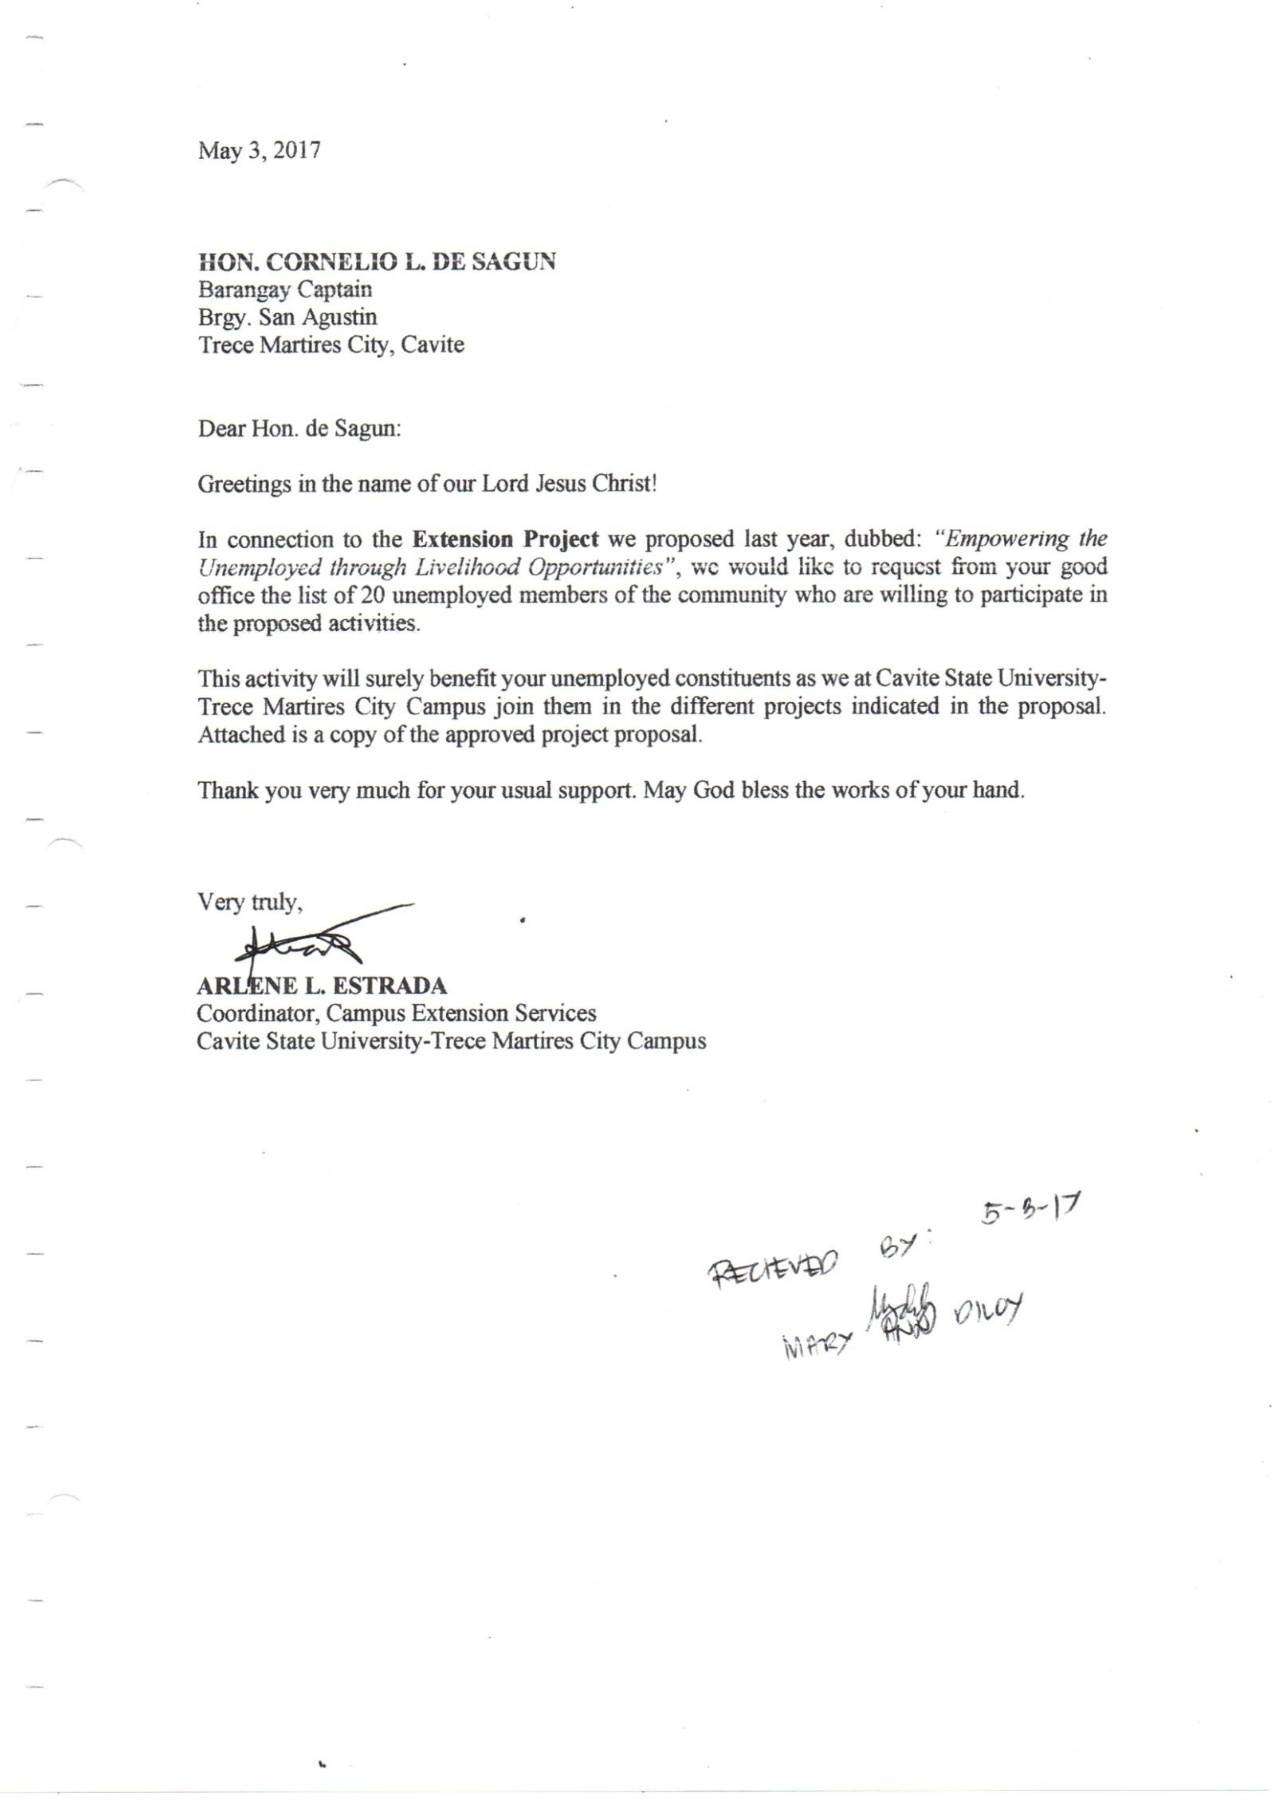 May 3, 2017
HON. CORNELIO L. DE SAGUN
Barangay Captain
Brgy. San Agustin
Trece Martires City, Cavite
Dear Hon. de Sagun:
Greetings in the name of our Lord Jesus Christ!
In connection to the Extension Project we proposed last year, dubbed: “Empowering the
Unemployed through Livelihood Opportunities”, we would like to request from your good
office the list of 20 unemployed members of the community who are willing to participate in
the proposed activities.
This activity will surely benefit your unemployed constituents as we at Cavite State University-
Trece Martires City Campus join them in the different projects indicated in the proposal.
Attached is a copy of the approved project proposal.
Thank you very much for your usual support. May God bless the works of your hand.
Very truly,
ARLENE L. ESTRADA
Coordinator, Campus Extension Services
Cavite State University-Trece Martires City Campus
5-3-17
RECIEVED BY:
MARY